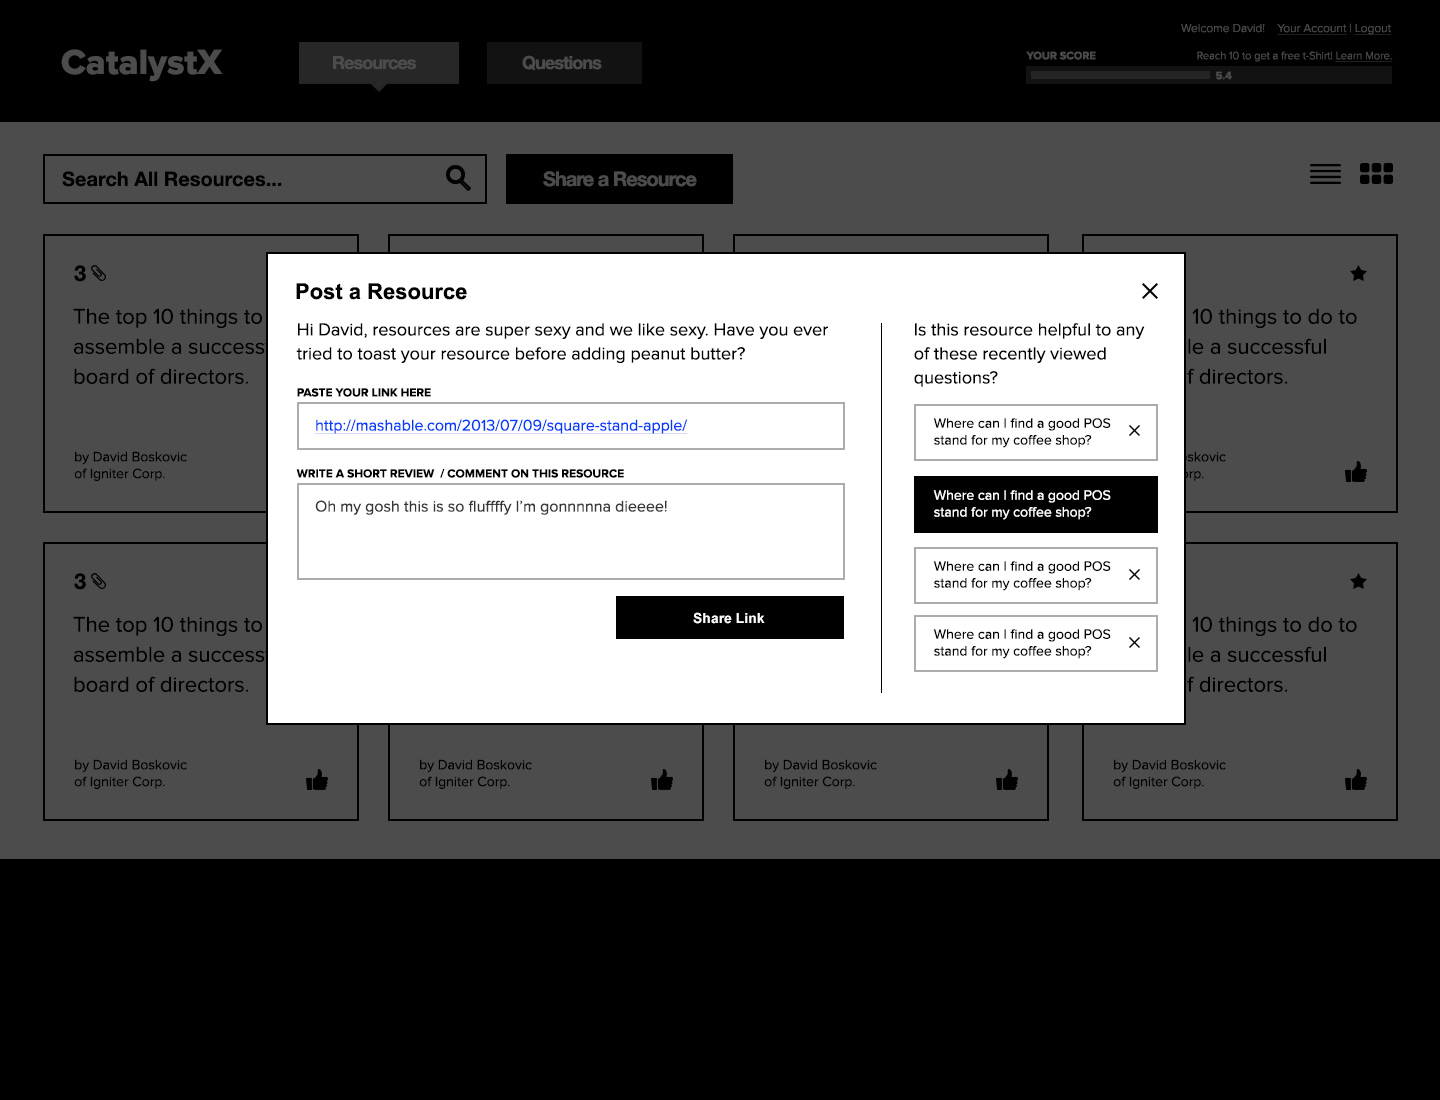 CatalystX
Resources
Questions
Welcome David! Your Account | Logout
YOUR SCORE
Reach 10 to get a free t-Shirt! Learn More.
5.4
Search All Resources...
Share a Resource
3
The top 10 things to
assemble a success
board of directors.
by David Boskovic
of Igniter Corp.
10 things to do to
le a successful
f directors.
oskovic
orp.
Post a Resource
Hi David, resources are super sexy and we like sexy. Have you ever
tried to toast your resource before adding peanut butter?
PASTE YOUR LINK HERE
http://mashable.com/2013/07/09/square-stand-apple/
WRITE A SHORT REVIEW / COMMENT ON THIS RESOURCE
Oh my gosh this is so fluffffy I'm gonnnnna dieeee!
Share Link
Is this resource helpful to any
of these recently viewed
questions?
Where can I find a good POS
stand for my coffee shop?
Where can I find a good POS
stand for my coffee shop?
Where can I find a good POS
stand for my coffee shop?
Where can I find a good POS
stand for my coffee shop?
3
The top 10 things to
assemble a success
board of directors.
by David Boskovic
of Igniter Corp.
by David Boskovic
of Igniter Corp.
by David Boskovic
of Igniter Corp.
10 things to do to
le a successful
f directors.
by David Boskovic
of Igniter Corp.